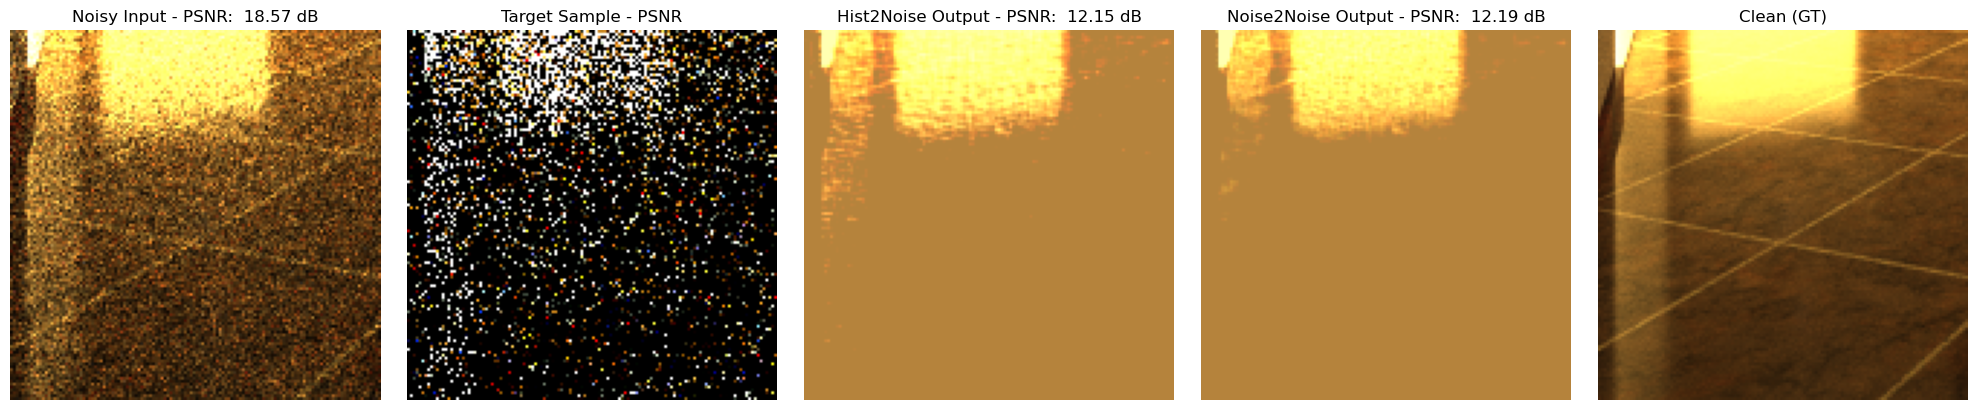 Noisy Input - PSNR: 18.57 dB
Target Sample - PSNR
Hist2Noise Output - PSNR: 12.15 dB
Noise2Noise Output - PSNR: 12.19 dB
Clean (GT)